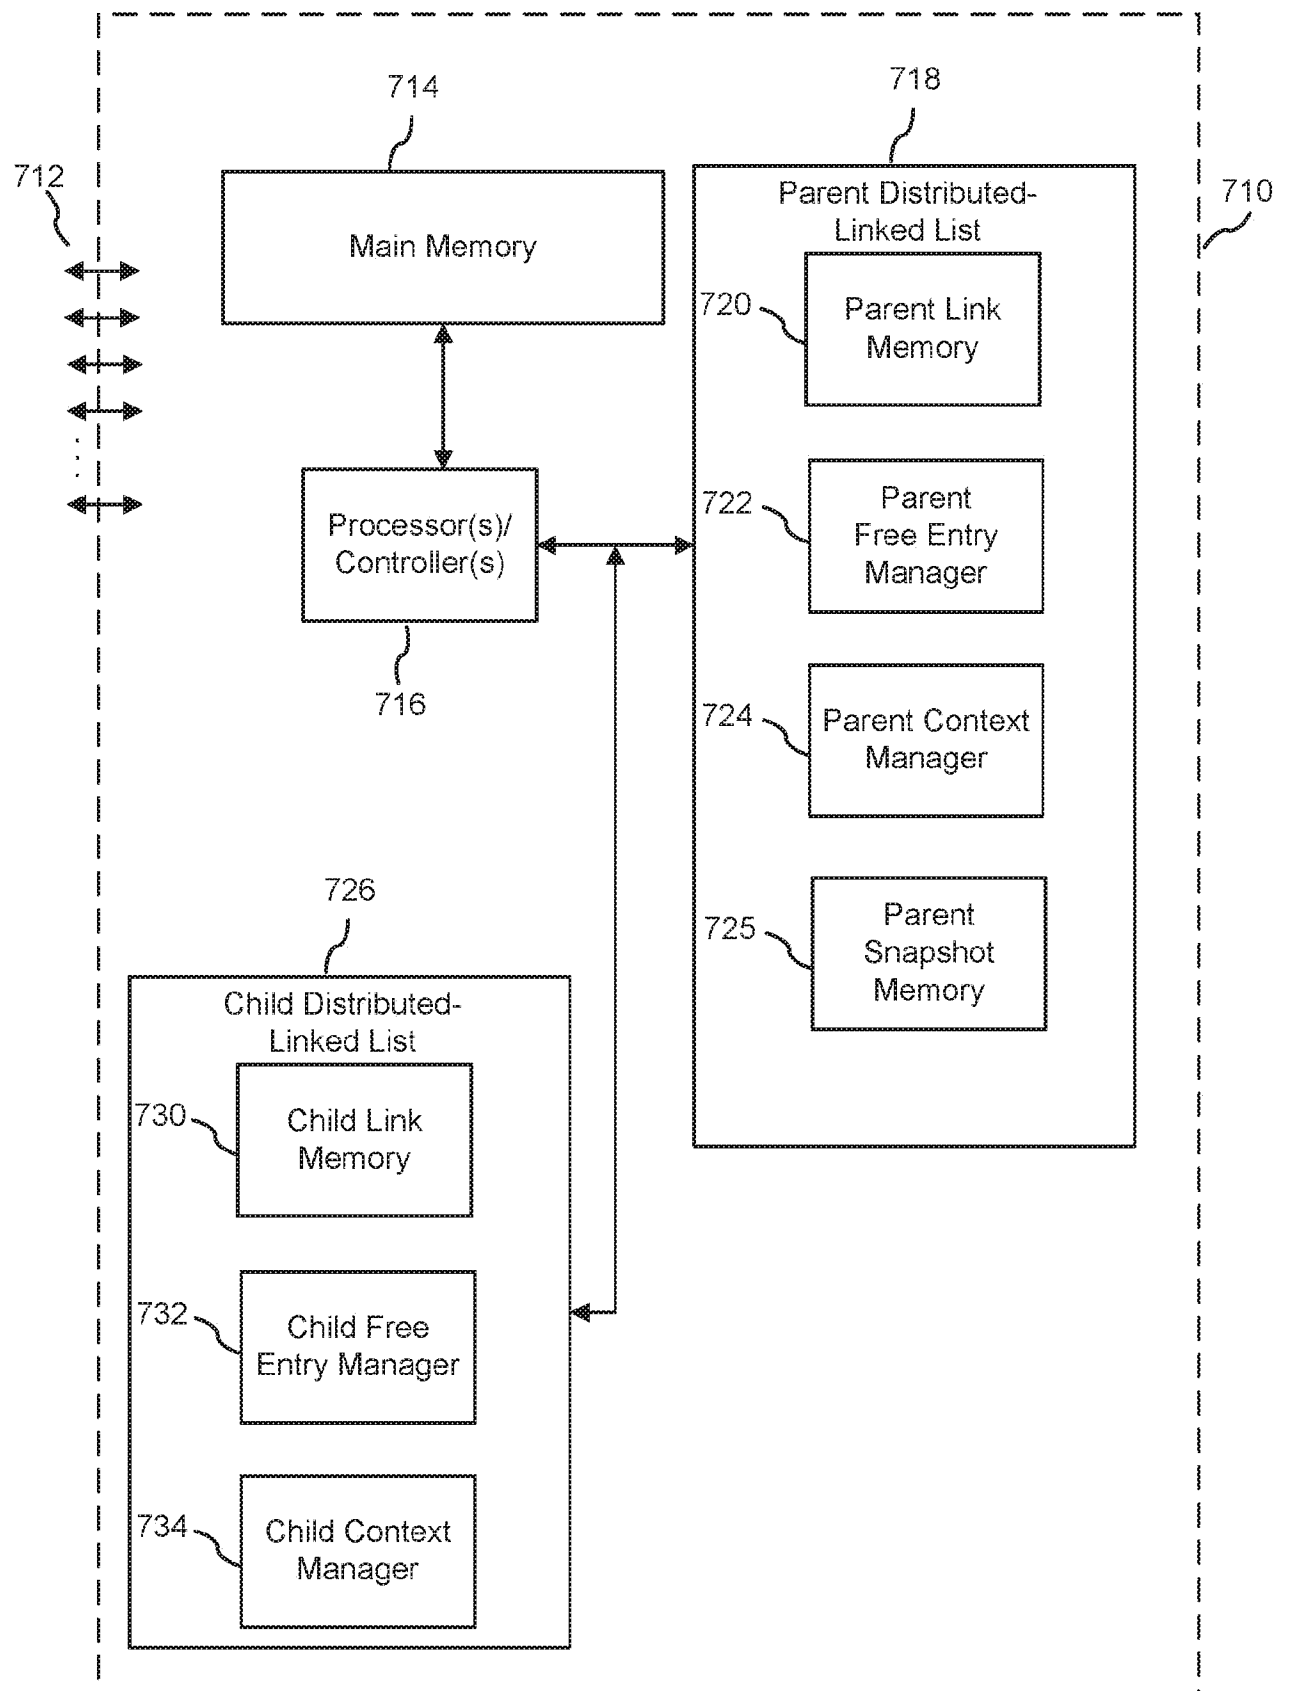 714
718
712
710
Main Memory
Parent Distributed-
Linked List
720
Parent Link
Memory
Processor(s)/
Controller(s)
716
722
Parent
Free Entry
Manager
724
Parent Context
Manager
725
Parent
Snapshot
Memory
726
Child Distributed-
Linked List
730
Child Link
Memory
732
Child Free
Entry Manager
734
Child Context
Manager